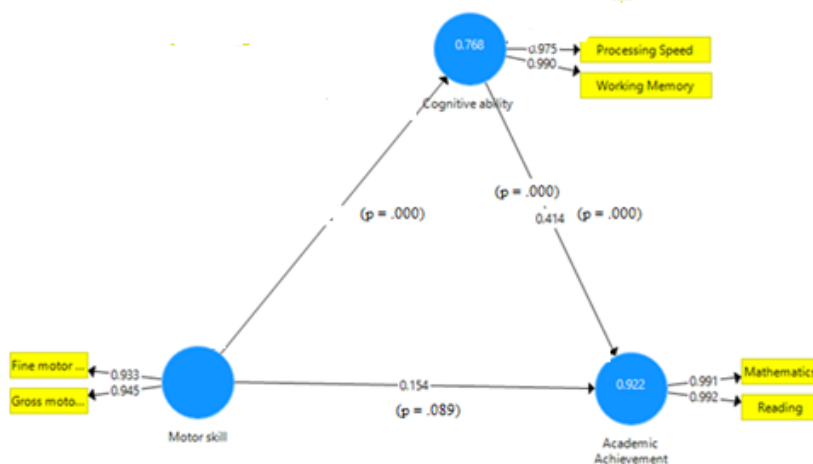 0.768
0.975
Processing Speed
0.990
Working Memory
Cognitive ability
(p = .000)
(p = .000)
0.414
(p = .000)
Fine motor ...
0.933
Gross moto...
0.945
Motor skill
0.154
(p = .089)
0.922
0.991
Mathematics
0.992
Reading
Academic
Achievement